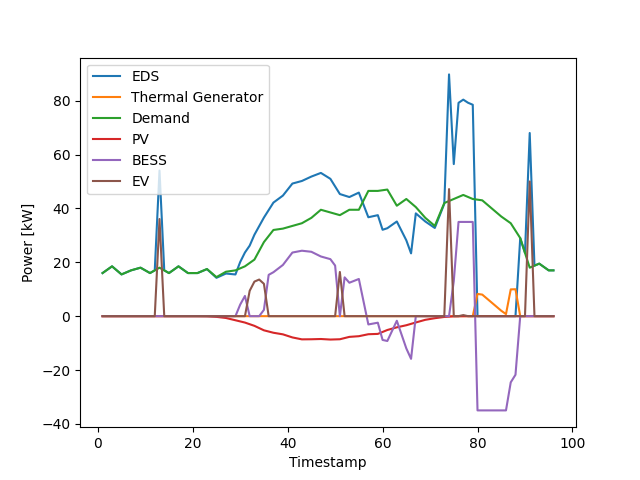 EDS
Thermal Generator
Demand
PV
BESS
EV
Power [kW]
80
60
40
20
0
−20
−40
0 20 40 60 80 100
Timestamp